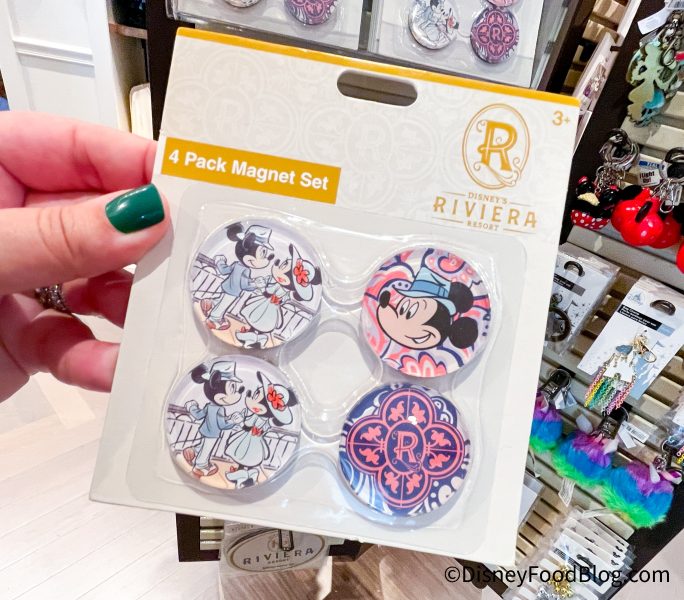 3+
R
4 Pack Magnet Set
DISNEY'S
RIVIERA
RESORT
R
R
RIVIERA
©DisneyFoodBlog.com